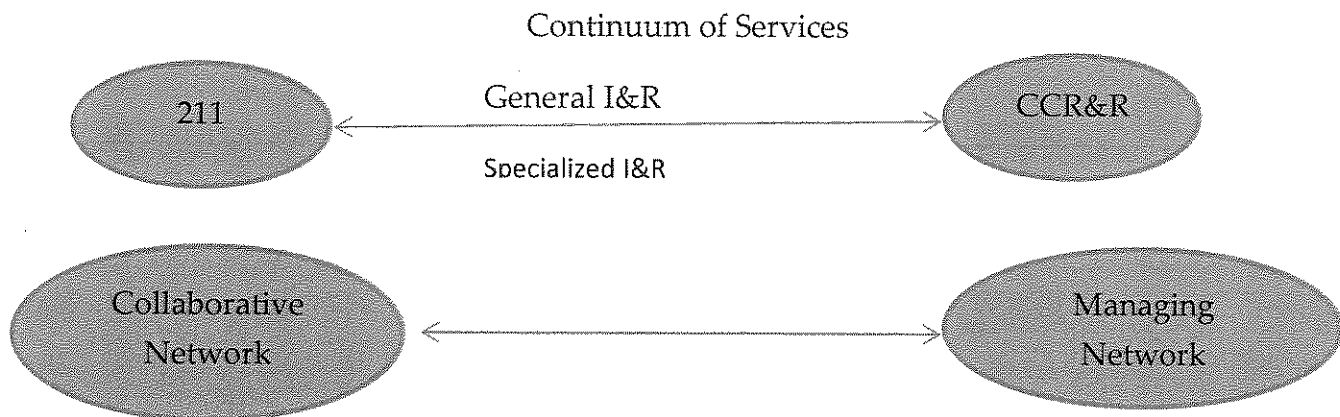 Continuum of Services
211
General I&R
CCR&R
Specialized I&R
Collaborative
Network
Managing
Network